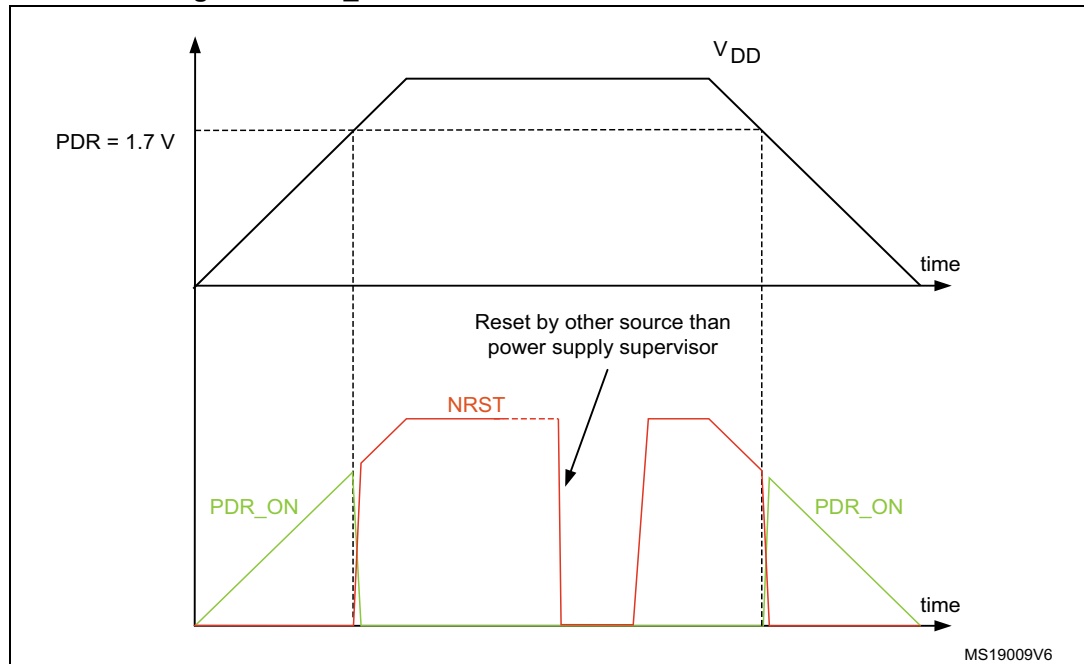 V DD
PDR = 1.7 V
time
Reset by other source than
power supply supervisor
NRST
PDR_ON
PDR_ON
time
MS19009V6